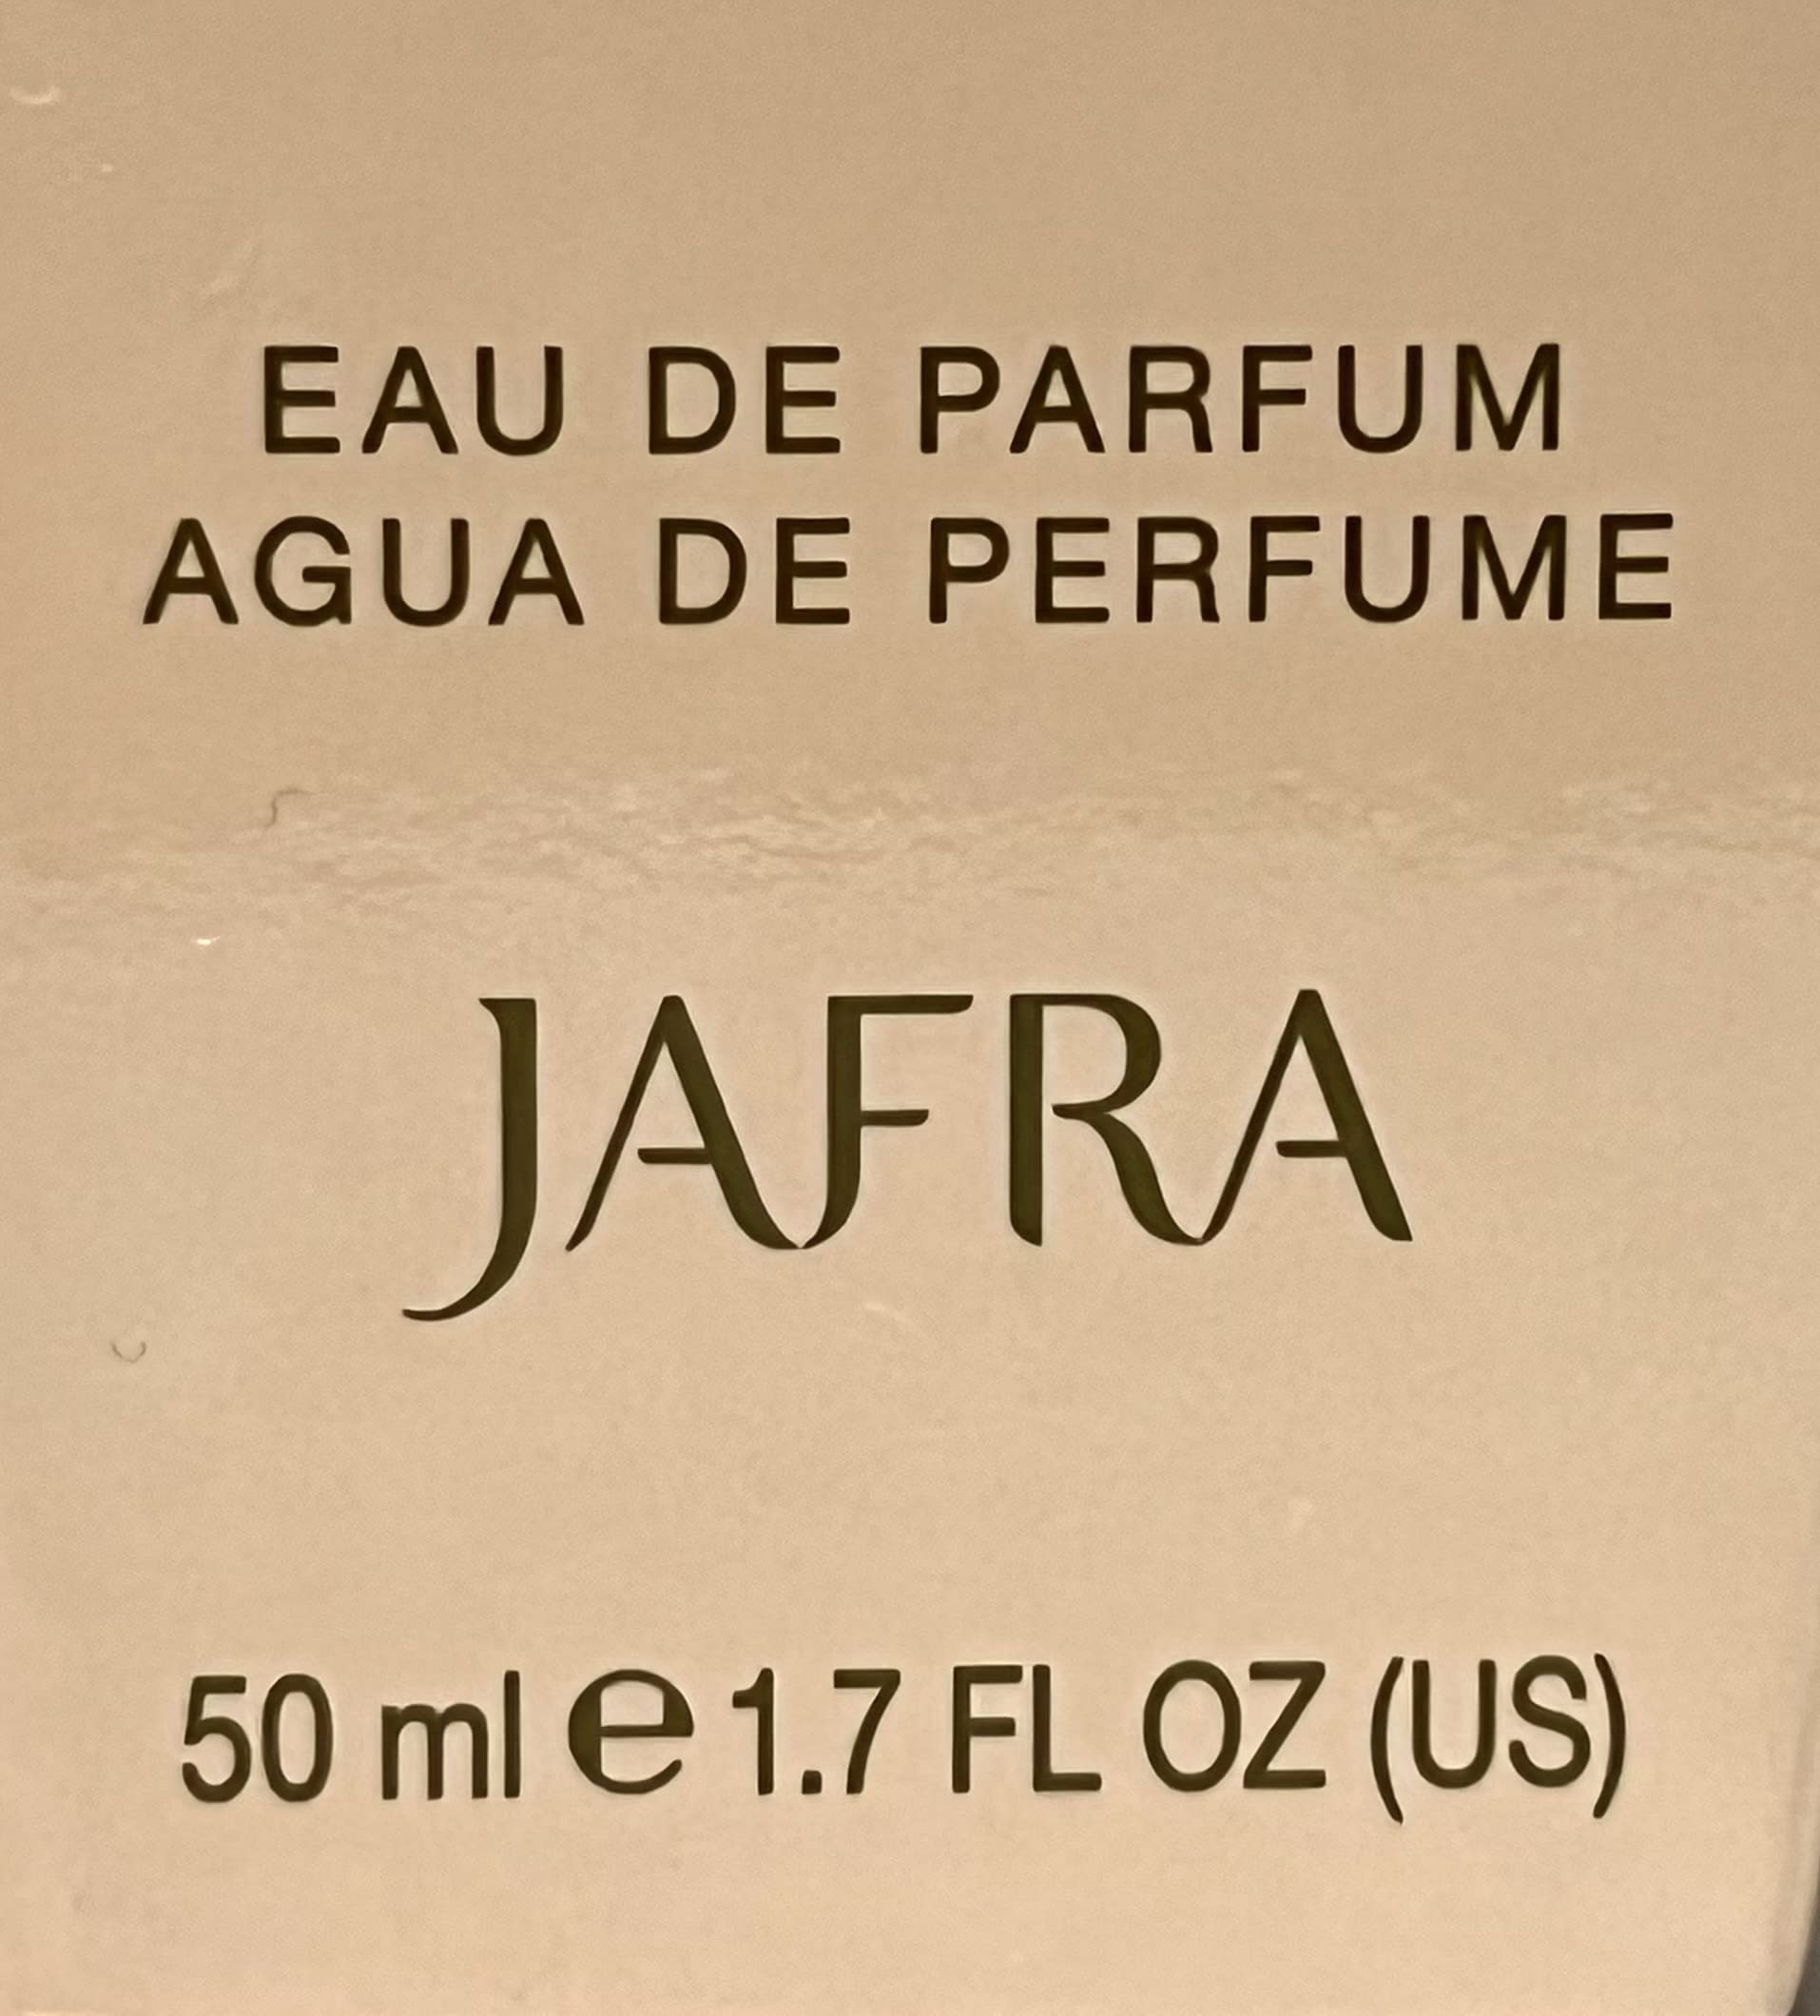 EAU DE PARFUM
AGUA DE PERFUME
JAFRA
50 ml ℮ 1.7 FL OZ (US)